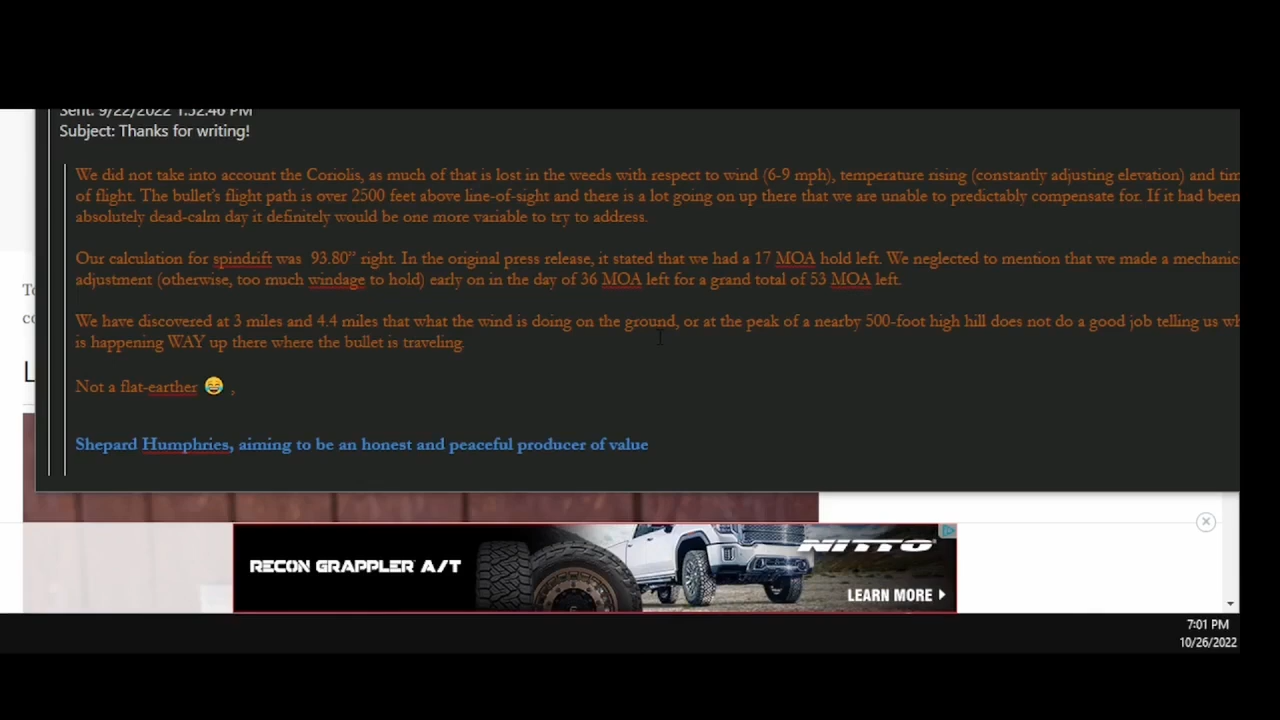 Sent: 9/22/2022 1:52:46 PM
Subject: Thanks for writing!
We did not take into account the Coriolis, as much of that is lost in the weeds with respect to wind (6-9 mph), temperature rising (constantly adjusting elevation) and tim
of flight. The bullet's flight path is over 2500 feet above line-of-sight and there is a lot going on up there that we are unable to predictably compensate for. If it had been
absolutely dead-calm day it definitely would be one more variable to try to address.
Our calculation for spindrift was 93.80” right. In the original press release, it stated that we had a 17 MOA hold left. We neglected to mention that we made a mechanic
adjustment (otherwise, too much windage to hold) early on in the day of 36 MOA left for a grand total of 53 MOA left.
To
co
We have discovered at 3 miles and 4.4 miles that what the wind is doing on the ground, or at the peak of a nearby 500-foot high hill does not do a good job telling us wh
is happening WAY up there where the bullet is traveling.
L
Not a flat-earther 😂 ,
Shepard Humphries, aiming to be an honest and peaceful producer of value
RECON GRAPPLER A/T
NITTO
LEARN MORE
7:01 PM
10/26/2022